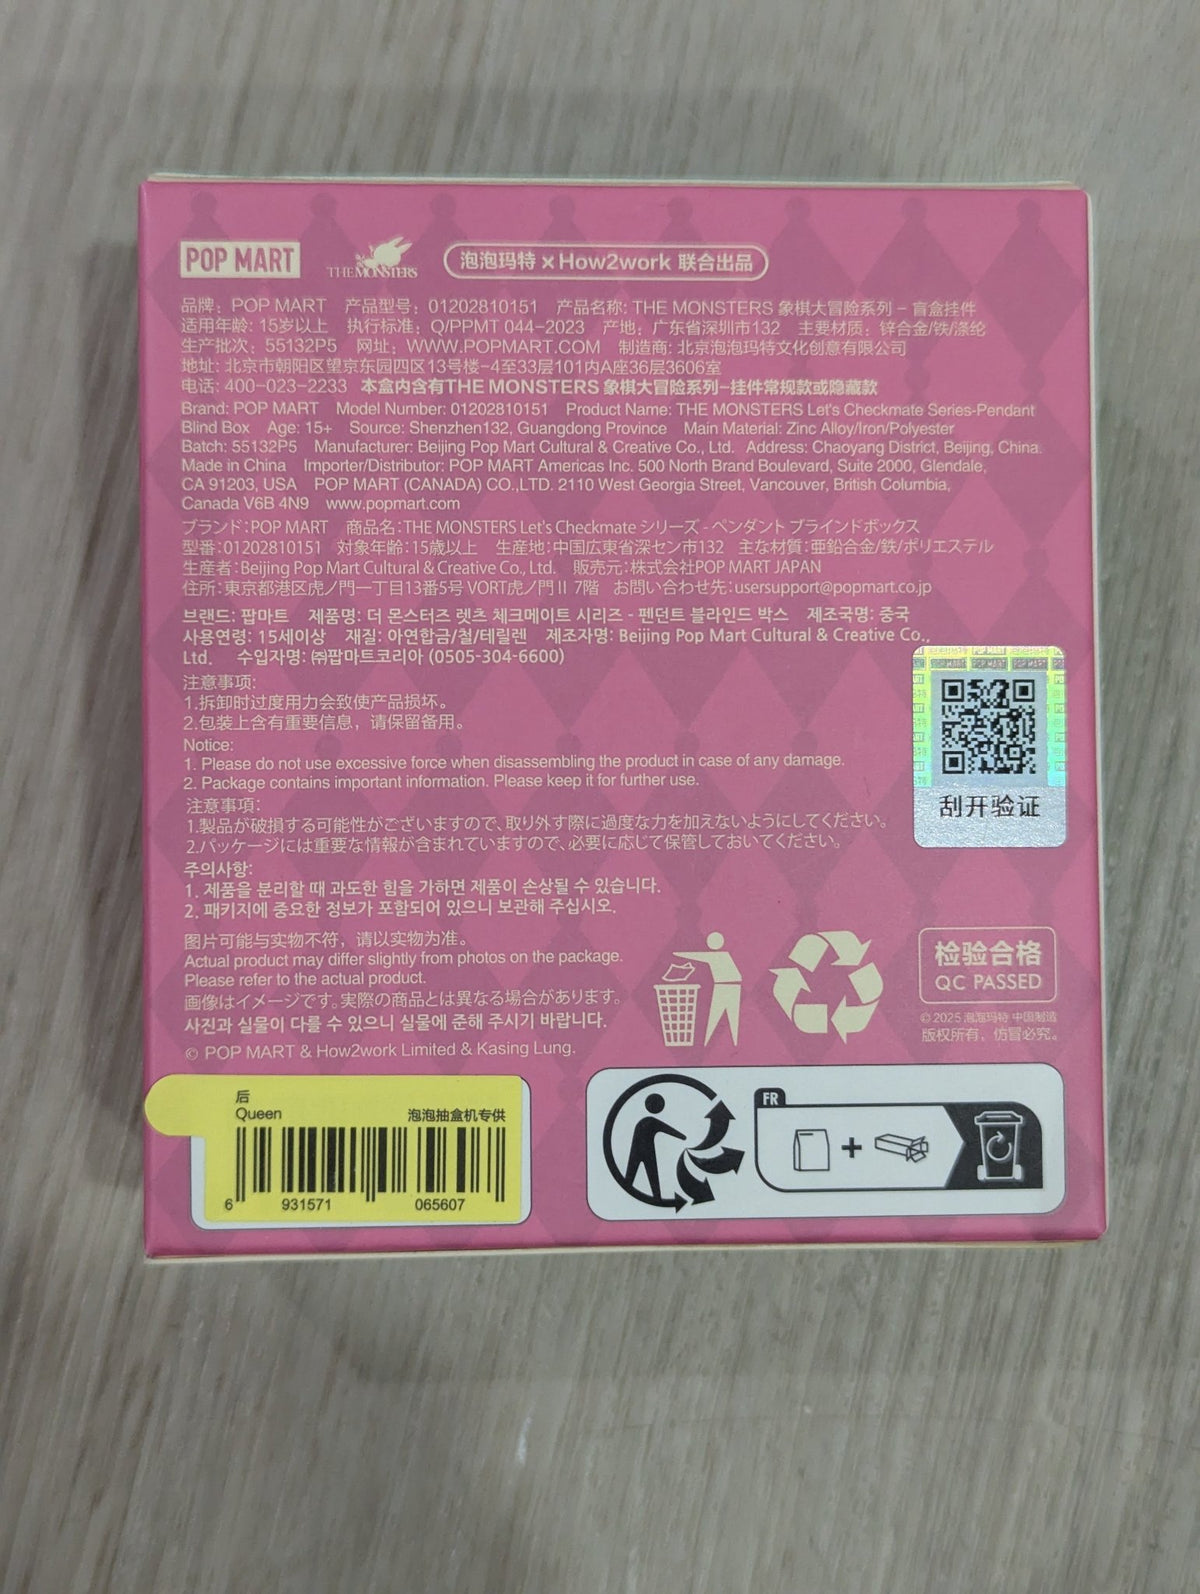 POP MART THE MONSTERS 泡泡玛特 × How2work 联合出品
品牌：POP MART 产品型号：01202810151 产品名称：THE MONSTERS 象棋大冒险系列 – 盲盒挂件
适用年龄：15岁以上 执行标准：Q/PPMT 044–2023 产地：广东省深圳市132 主要材质：锌合金/铁/涤纶
生产批次：55132P5 网址：WWW.POPMART.COM 制造商：北京泡泡玛特文化创意有限公司
地址：北京市朝阳区望京东园四区13号楼–4至33层101内A座36层3606室
电话：400–023–2233 本盒内含有THE MONSTERS 象棋大冒险系列–挂件常规款或隐藏款
Brand: POP MART Model Number: 01202810151 Product Name: THE MONSTERS Let's Checkmate Series-Pendant
Blind Box Age: 15+ Source: Shenzhen132, Guangdong Province Main Material: Zinc Alloy/Iron/Polyester
Batch: 55132P5 Manufacturer: Beijing Pop Mart Cultural & Creative Co., Ltd. Address: Chaoyang District, Beijing, China.
Made in China Importer/Distributor: POP MART Americas Inc. 500 North Brand Boulevard, Suite 2000, Glendale,
CA 91203, USA POP MART (CANADA) CO.,LTD. 2110 West Georgia Street, Vancouver, British Columbia,
Canada V6B 4N9 www.popmart.com
ブランド：POP MART 商品名：THE MONSTERS Let's Checkmate シリーズ - ペンダント ブラインドボックス
型番：01202810151 対象年齢：15歳以上 生産地：中国広東省深セン市132 主な材質：亜鉛合金/鉄/ポリエステル
生産者：Beijing Pop Mart Cultural & Creative Co., Ltd. 販売元：株式会社POP MART JAPAN
住所：東京都港区虎ノ門一丁目13番5号 VORT虎ノ門Ⅱ 7階 お問い合わせ先：usersupport@popmart.co.jp
브랜드: 팝마트 제품명: 더 몬스터즈 렛츠 체크메이트 시리즈 - 펜던트 블라인드 박스 제조국명: 중국
사용연령: 15세이상 재질: 아연합금/철/테릴렌 제조자명: Beijing Pop Mart Cultural & Creative Co.,
Ltd. 수입자명: ㈜팝마트코리아 (0505-304-6600)
注意事项：
1.拆卸时过度用力会致使产品损坏。
2.包装上含有重要信息，请保留备用。
Notice:
1. Please do not use excessive force when disassembling the product in case of any damage.
2. Package contains important information. Please keep it for further use.
注意事項：
1.製品が破損する可能性がございますので、取り外す際に過度な力を加えないようにしてください。
2.パッケージには重要な情報が含まれていますので、必要に応じて保管しておいてください。
刮开验证
주의사항:
1. 제품을 분리할 때 과도한 힘을 가하면 제품이 손상될 수 있습니다.
2. 패키지에 중요한 정보가 포함되어 있으니 보관해 주십시오.
图片可能与实物不符，请以实物为准。
Actual product may differ slightly from photos on the package.
Please refer to the actual product.
画像はイメージです。実際の商品とは異なる場合があります。
사진과 실물이 다를 수 있으니 실물에 준해 주시기 바랍니다.
© POP MART & How2work Limited & Kasing Lung.
检验合格
QC PASSED
© 2025 泡泡玛特 中国制造
版权所有，仿冒必究。
后
Queen 泡泡抽盒机专供
6 931571 065607
FR